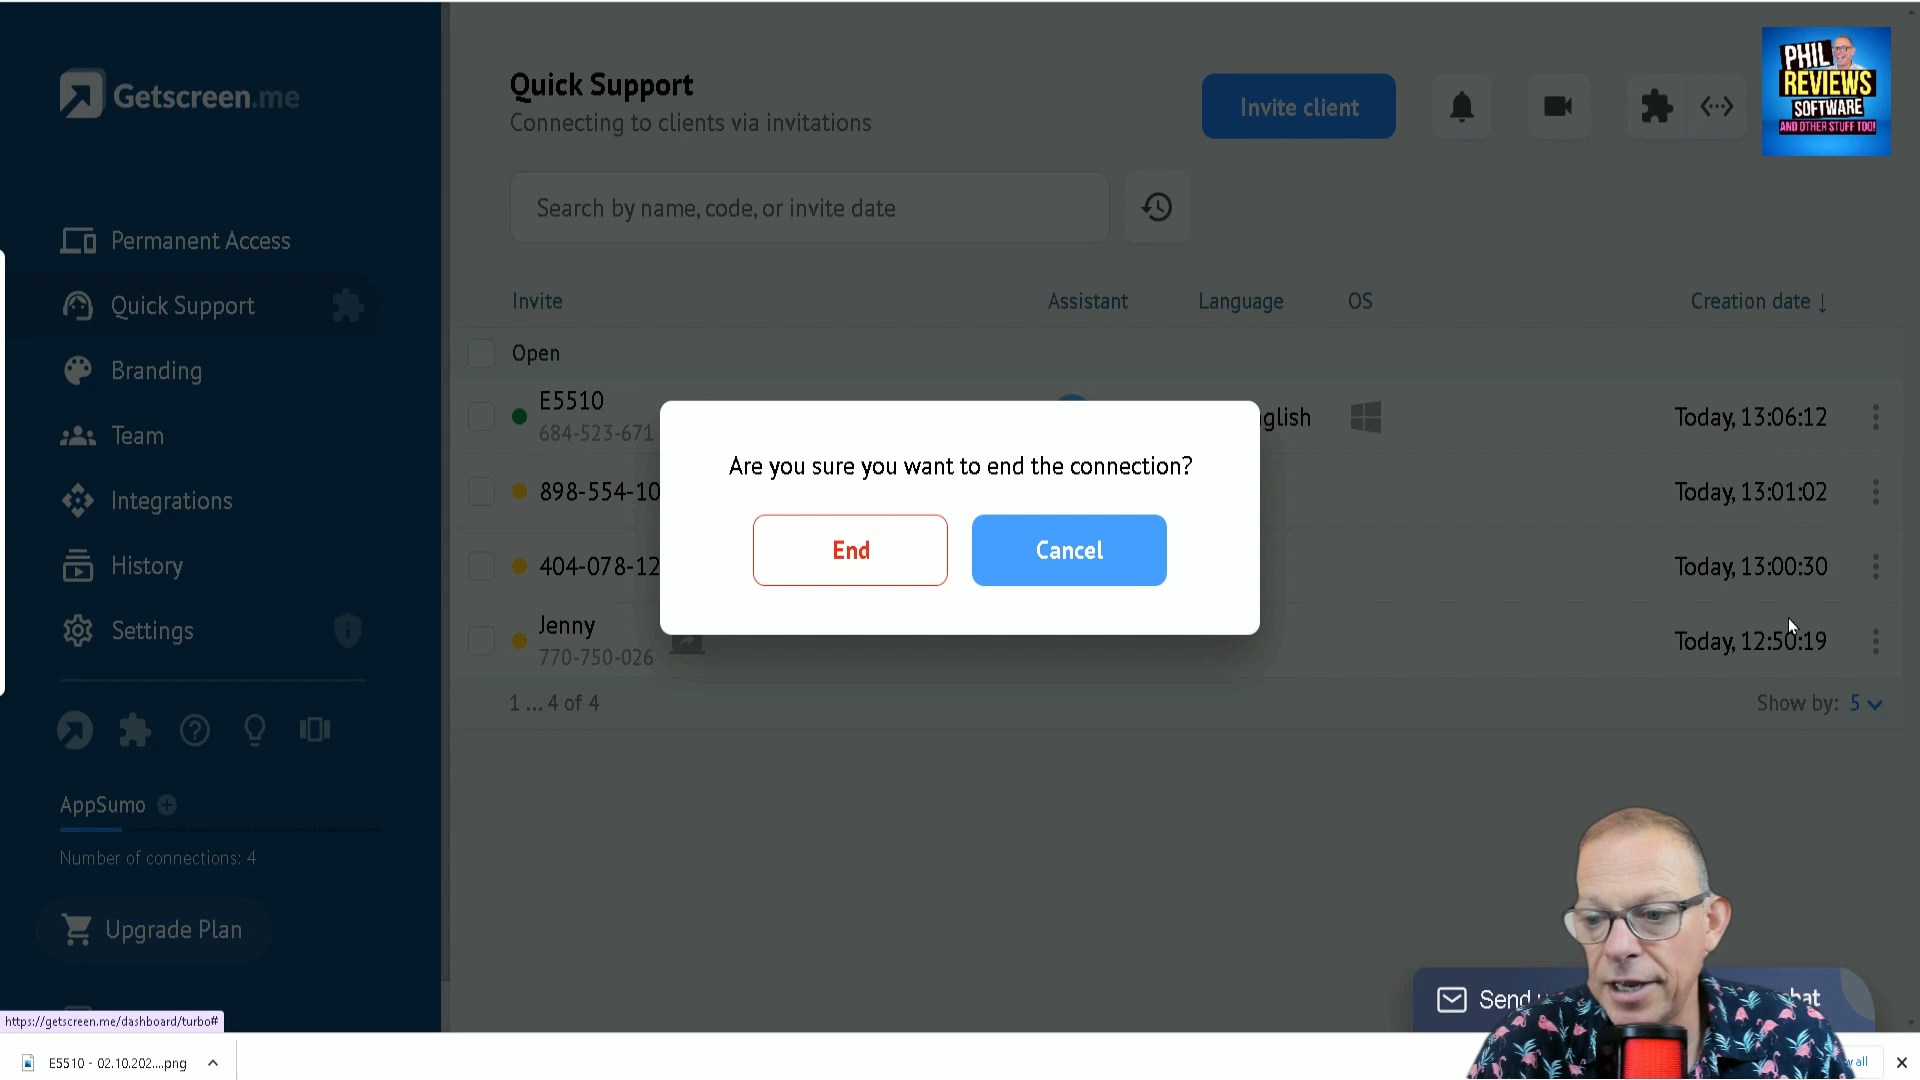 Getscreen.me
Quick Support
Connecting to clients via invitations
Invite client
PHIL
REVIEWS
SOFTWARE
AND OTHER STUFF TOO!
Search by name, code, or invite date
Permanent Access
Quick Support
Branding
Team
Integrations
History
Settings
AppSumo
Number of connections: 4
Upgrade Plan
Invite Assistant Language OS Creation date ↓
Open
E5510
684-523-671
glish
Today, 13:06:12
898-554-10
Today, 13:01:02
404-078-12
Today, 13:00:30
Jenny
770-750-026
Today, 12:50:19
1 ... 4 of 4
Show by: 5
Are you sure you want to end the connection?
End
Cancel
Send
hat
https://getscreen.me/dashboard/turbo#
E5510 - 02.10.202....png
all